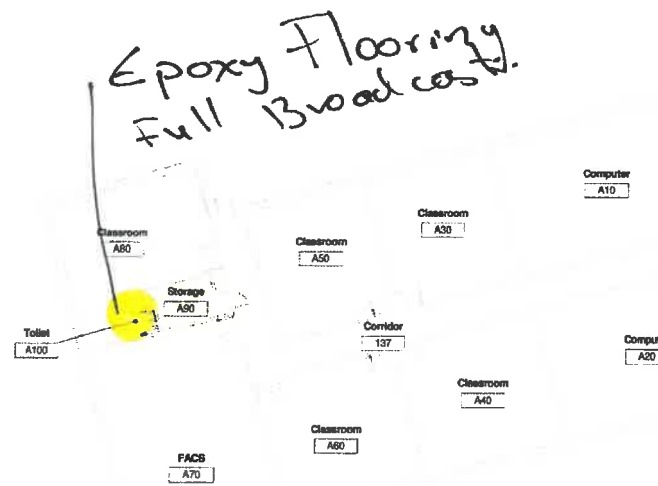 Epoxy Flooring
Full Broadcast.
Computer
A10
Classroom
A30
Classroom
A80
Classroom
A50
Storage
A90
Toilet
A100
Corridor
137
Comput
A20
Classroom
A40
Classroom
A60
FACS
A70